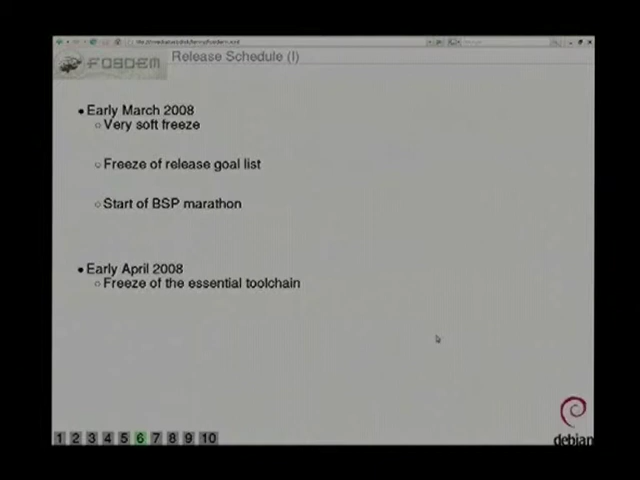 FOSDEM
Release Schedule (I)
Early March 2008
Very soft freeze
Freeze of release goal list
Start of BSP marathon
Early April 2008
Freeze of the essential toolchain
debian
1 2 3 4 5 6 7 8 9 10